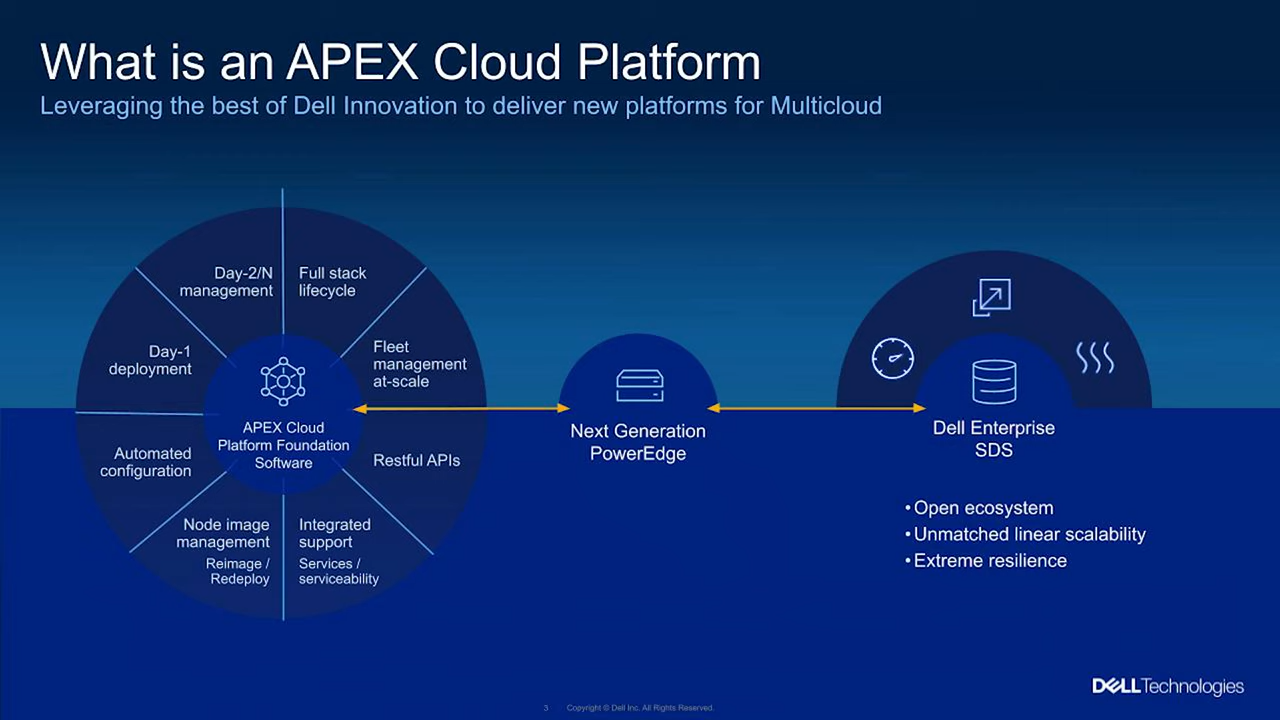 What is an APEX Cloud Platform
Leveraging the best of Dell Innovation to deliver new platforms for Multicloud
Day-2/N
management
Full stack
lifecycle
Day-1
deployment
Fleet
management
at-scale
APEX Cloud
Platform Foundation
Software
Automated
configuration
Restful APIs
Node image
management
Reimage /
Redeploy
Integrated
support
Services /
serviceability
Next Generation
PowerEdge
Dell Enterprise
SDS
• Open ecosystem
• Unmatched linear scalability
• Extreme resilience
DELL Technologies
3 Copyright © Dell Inc. All Rights Reserved.